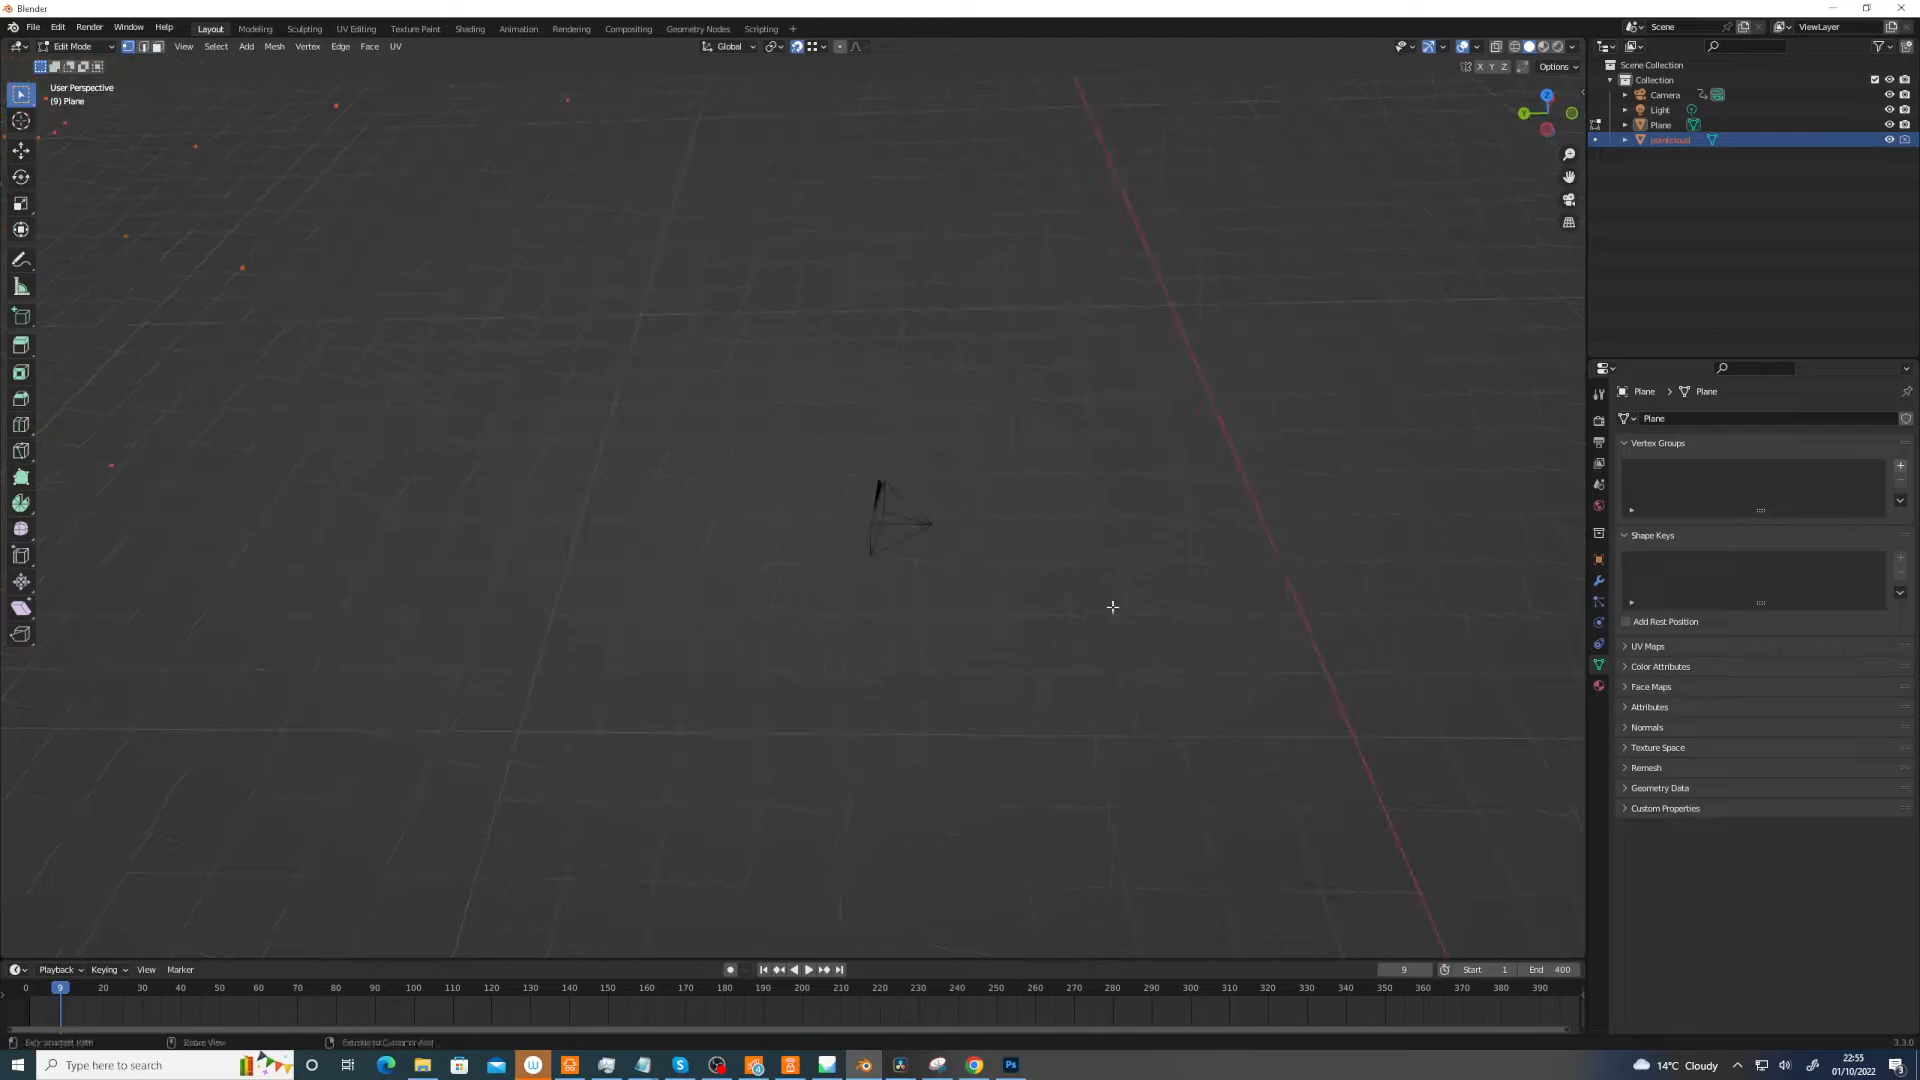 Blender
File Edit Render Window Help
Layout Modeling Sculpting UV Editing Texture Paint Shading Animation Rendering Compositing Geometry Nodes Scripting +
Scene
ViewLayer
Edit Mode
View Select Add Mesh Vertex Edge Face UV
Global
X Y Z
Options
User Perspective
(9) Plane
Z
Y
Scene Collection
Collection
Camera
Light
Plane
pointcloud
Plane > Plane
Plane
Vertex Groups
Shape Keys
Add Rest Position
UV Maps
Color Attributes
Face Maps
Attributes
Normals
Texture Space
Remesh
Geometry Data
Custom Properties
Playback Keying View Marker
9
Start 1
End 400
0 9 20 30 40 50 60 70 80 90 100 110 120 130 140 150 160 170 180 190 200 210 220 230 240 250 260 270 280 290 300 310 320 330 340 350 360 370 380 390
3.3.0
Type here to search
14°C Cloudy
22:55
01/10/2022